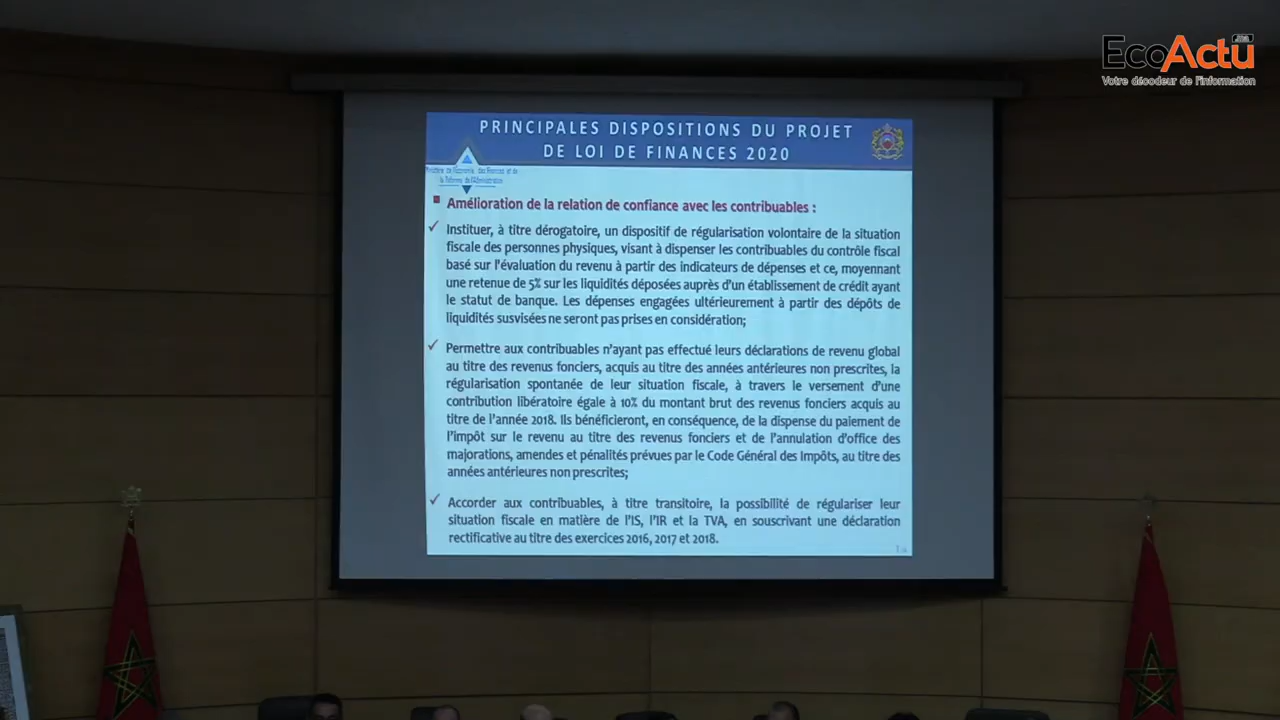 EcoActu
Votre décodeur de l'information
PRINCIPALES DISPOSITIONS DU PROJET
DE LOI DE FINANCES 2020
Ministère de l'Economie, des Finances et de
la Réforme de l'Administration
Amélioration de la relation de confiance avec les contribuables :
Instituer, à titre dérogatoire, un dispositif de régularisation volontaire de la situation
fiscale des personnes physiques, visant à dispenser les contribuables du contrôle fiscal
basé sur l'évaluation du revenu à partir des indicateurs de dépenses et ce, moyennant
une retenue de 5% sur les liquidités déposées auprès d'un établissement de crédit ayant
le statut de banque. Les dépenses engagées ultérieurement à partir des dépôts de
liquidités susvisées ne seront pas prises en considération;
Permettre aux contribuables n'ayant pas effectué leurs déclarations de revenu global
au titre des revenus fonciers, acquis au titre des années antérieures non prescrites, la
régularisation spontanée de leur situation fiscale, à travers le versement d'une
contribution libératoire égale à 10% du montant brut des revenus fonciers acquis au
titre de l'année 2018. Ils bénéficieront, en conséquence, de la dispense du paiement de
l'impôt sur le revenu au titre des revenus fonciers et de l'annulation d'office des
majorations, amendes et pénalités prévues par le Code Général des Impôts, au titre des
années antérieures non prescrites;
Accorder aux contribuables, à titre transitoire, la possibilité de régulariser leur
situation fiscale en matière de l'IS, l'IR et la TVA, en souscrivant une déclaration
rectificative au titre des exercices 2016, 2017 et 2018.